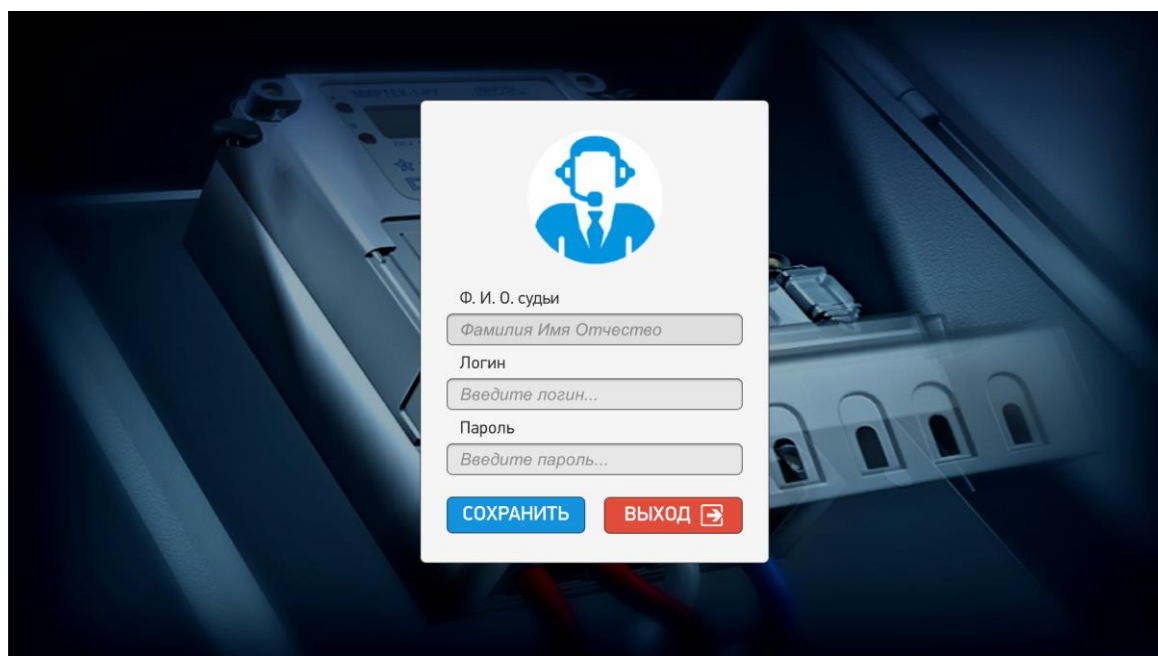 Ф. И. О. судьи
Фамилия Имя Отчество
Логин
Введите логин...
Пароль
Введите пароль...
СОХРАНИТЬ
ВЫХОД